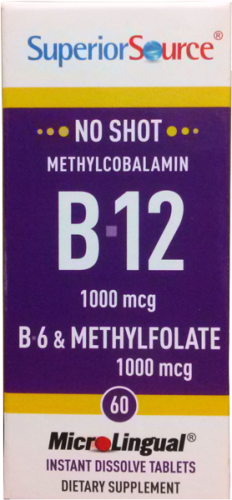 SuperiorSource®
NO SHOT
METHYLCOBALAMIN
B·12
1000 mcg
B·6 & METHYLFOLATE
1000 mcg
60
MicroLingual®
INSTANT DISSOLVE TABLETS
DIETARY SUPPLEMENT